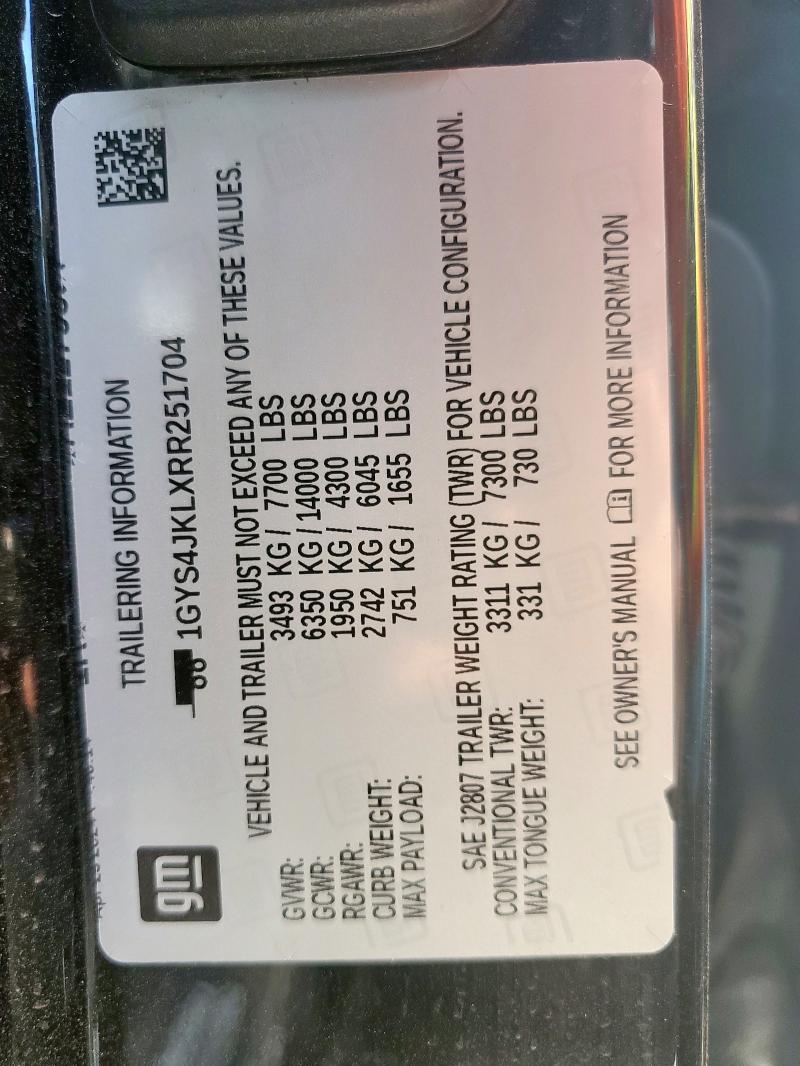 gm
TRAILERING INFORMATION
1GYS4JKLXRR251704
VEHICLE AND TRAILER MUST NOT EXCEED ANY OF THESE VALUES.
GVWR: 3493 KG / 7700 LBS
GCWR: 6350 KG / 14000 LBS
RGAWR: 1950 KG / 4300 LBS
CURB WEIGHT: 2742 KG / 6045 LBS
MAX PAYLOAD: 751 KG / 1655 LBS
SAE J2807 TRAILER WEIGHT RATING (TWR) FOR VEHICLE CONFIGURATION.
CONVENTIONAL TWR: 3311 KG / 7300 LBS
MAX TONGUE WEIGHT: 331 KG / 730 LBS
SEE OWNER'S MANUAL FOR MORE INFORMATION